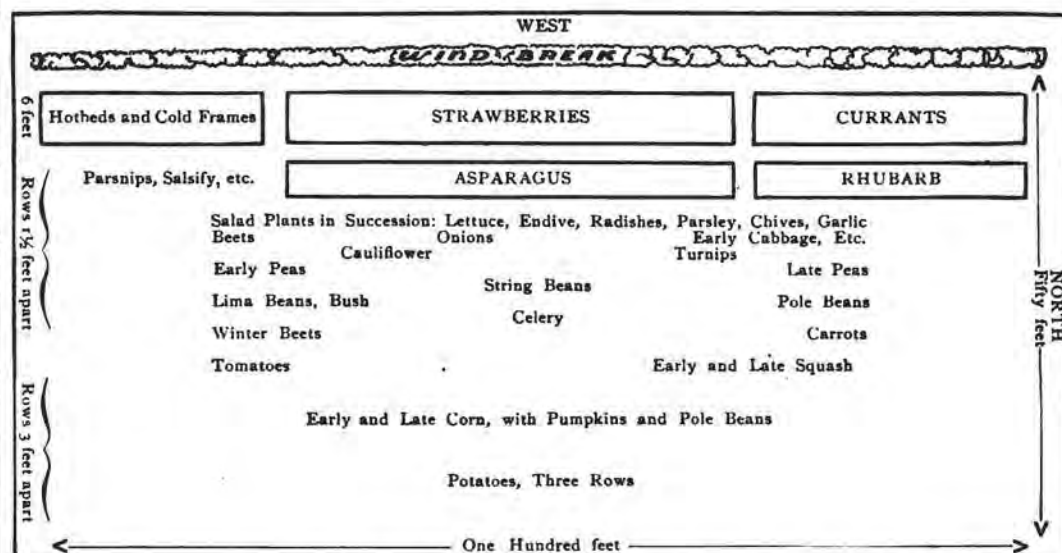 WEST
WIND BREAK
6 feet
Hotheds and Cold Frames
STRAWBERRIES
CURRANTS
Rows 1½ feet apart
Parsnips, Salsify, etc.
ASPARAGUS
RHUBARB
Salad Plants in Succession: Lettuce, Endive, Radishes, Parsley, Chives, Garlic
Beets Onions Early Cabbage, Etc.
Cauliflower Turnips
Early Peas Late Peas
String Beans
Lima Beans, Bush Pole Beans
Celery
Winter Beets Carrots
Tomatoes Early and Late Squash
NORTH
Fifty feet
Rows 3 feet apart
Early and Late Corn, with Pumpkins and Pole Beans
Potatoes, Three Rows
One Hundred feet